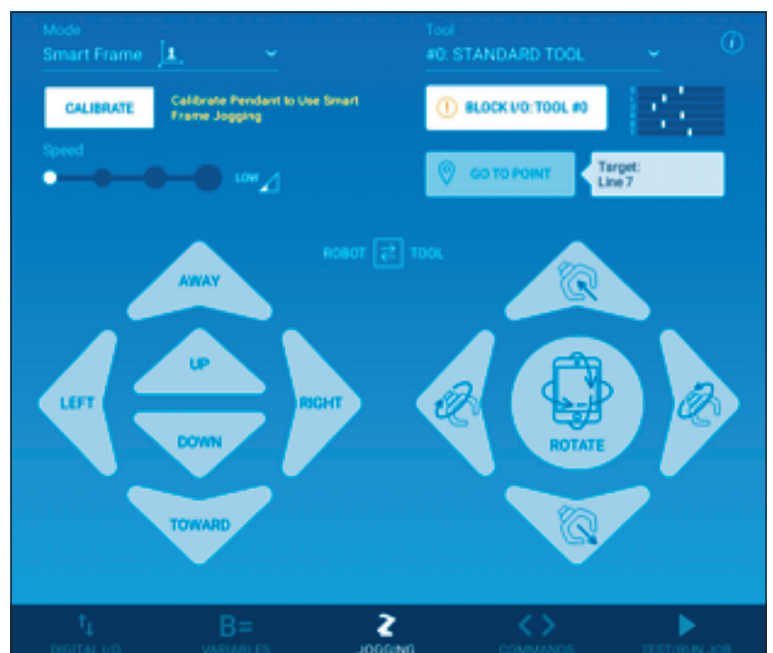 Mode
Smart Frame
Tool
#0: STANDARD TOOL
i
CALIBRATE
Calibrate Pendant to Use Smart
Frame Jogging
BLOCK I/O: TOOL #0
Speed
LOW
GO TO POINT
Target:
Line 7
ROBOT
TOOL
AWAY
UP
LEFT
RIGHT
DOWN
TOWARD
ROTATE
B=
DIGITAL I/O
VARIABLES
JOGGING
COMMANDS
TEST/RUN JOB